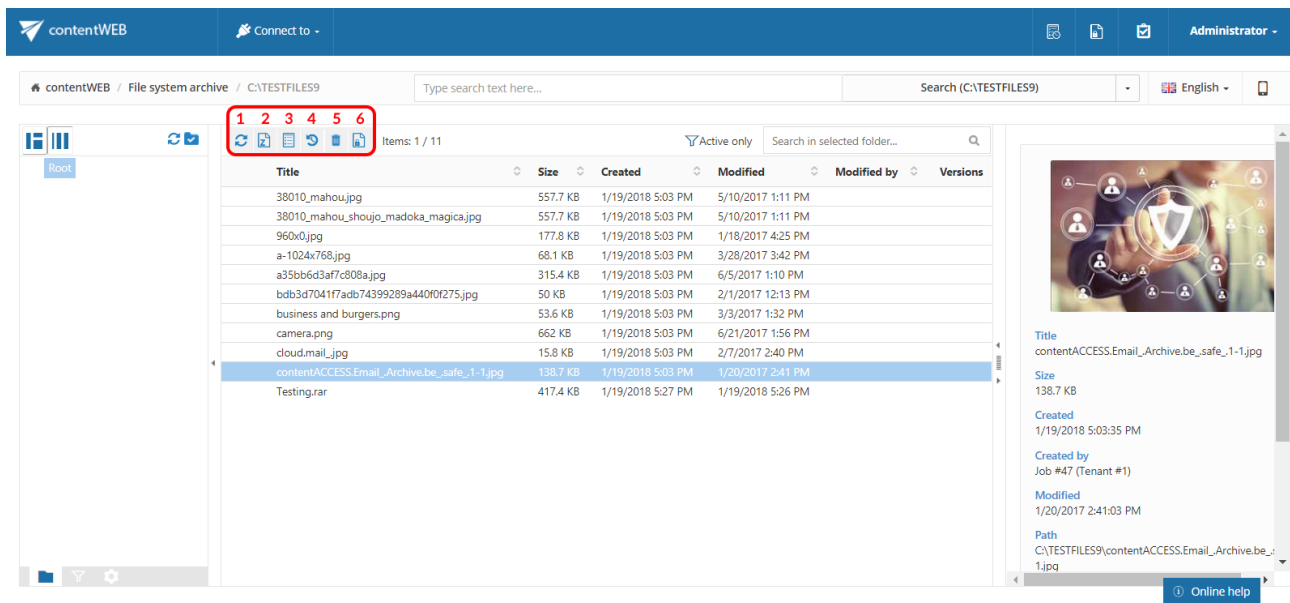 contentWEB
Connect to
Administrator
contentWEB / File system archive / C:\TESTFILES9
Type search text here...
Search (C:\TESTFILES9)
English
1 2 3 4 5 6
Items: 1 / 11
Active only
Search in selected folder...
Root
Title Size Created Modified Modified by Versions
38010_mahou.jpg 557.7 KB 1/19/2018 5:03 PM 5/10/2017 1:11 PM
38010_mahou_shoujo_madoka_magica.jpg 557.7 KB 1/19/2018 5:03 PM 5/10/2017 1:11 PM
960x0.jpg 177.8 KB 1/19/2018 5:03 PM 1/18/2017 4:25 PM
a-1024x768.jpg 68.1 KB 1/19/2018 5:03 PM 3/28/2017 3:42 PM
a35bb6d3af7c808a.jpg 315.4 KB 1/19/2018 5:03 PM 6/5/2017 1:10 PM
bdb3d7041f7adb74399289a440f0f275.jpg 50 KB 1/19/2018 5:03 PM 2/1/2017 12:13 PM
business and burgers.png 53.6 KB 1/19/2018 5:03 PM 3/3/2017 1:32 PM
camera.png 662 KB 1/19/2018 5:03 PM 6/21/2017 1:56 PM
cloud.mail_.jpg 15.8 KB 1/19/2018 5:03 PM 2/7/2017 2:40 PM
contentACCESS.Email_.Archive.be_.safe_.1-1.jpg 138.7 KB 1/19/2018 5:03 PM 1/20/2017 2:41 PM
Testing.rar 417.4 KB 1/19/2018 5:27 PM 1/19/2018 5:26 PM
Title
contentACCESS.Email_.Archive.be_.safe_.1-1.jpg
Size
138.7 KB
Created
1/19/2018 5:03:35 PM
Created by
Job #47 (Tenant #1)
Modified
1/20/2017 2:41:03 PM
Path
C:\TESTFILES9\contentACCESS.Email_.Archive.be_.
1.jpg
Online help